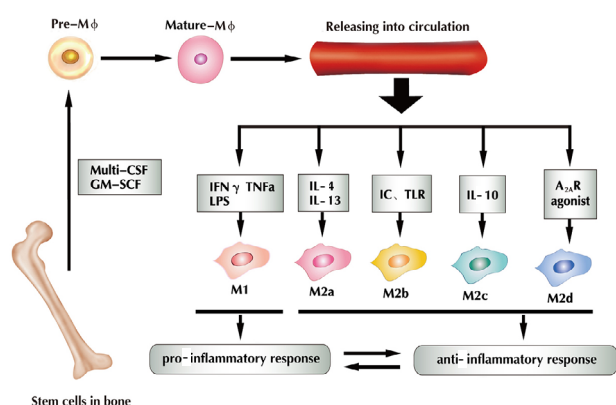 Pre-Mϕ
Mature-Mϕ
Releasing into circulation
Multi-CSF
GM-SCF
IFN γ TNFa
LPS
IL-4
IL-13
IC、TLR
IL-10
A2AR
agonist
M1
M2a
M2b
M2c
M2d
pro-inflammatory response
anti-inflammatory response
Stem cells in bone